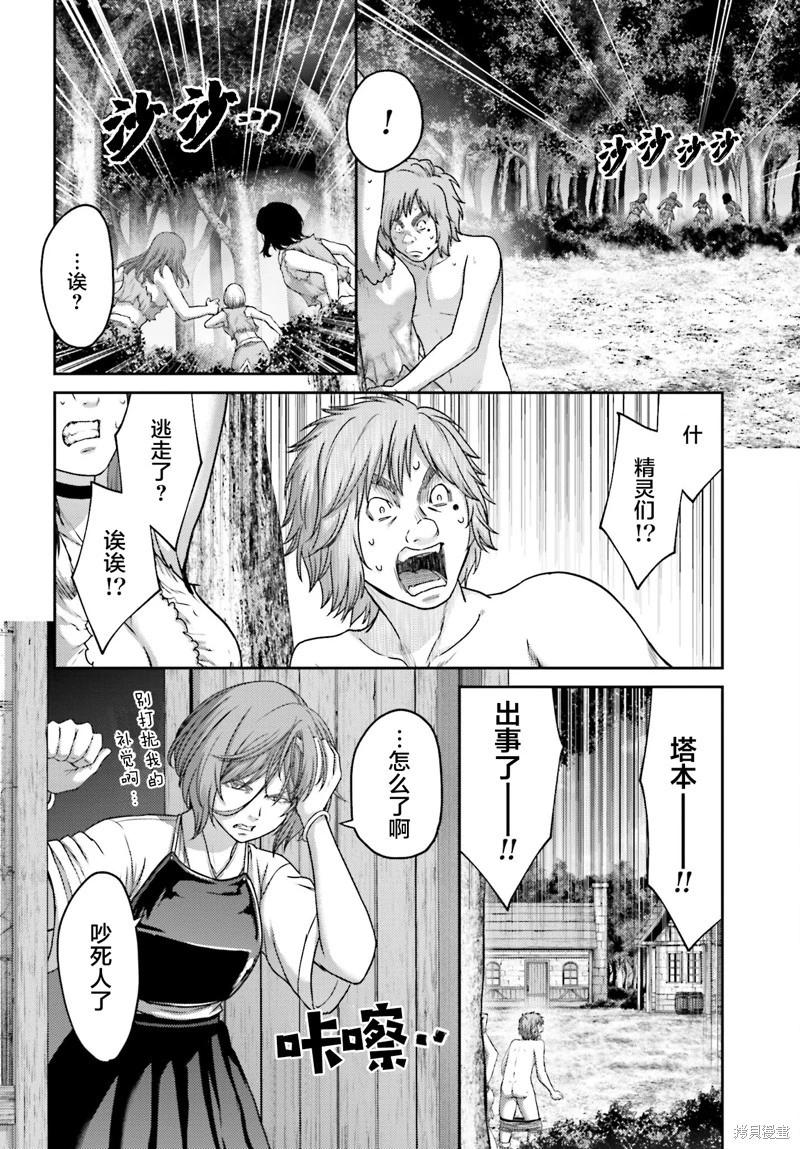 沙沙沙沙
！
沙沙…
…诶？
什
精灵们！？
逃走了？
诶诶！？
塔本——！！
出事了——！！
…怎么了啊
别打扰我的
补觉啊…
吵死人了
咔嚓…
拷貝漫畫